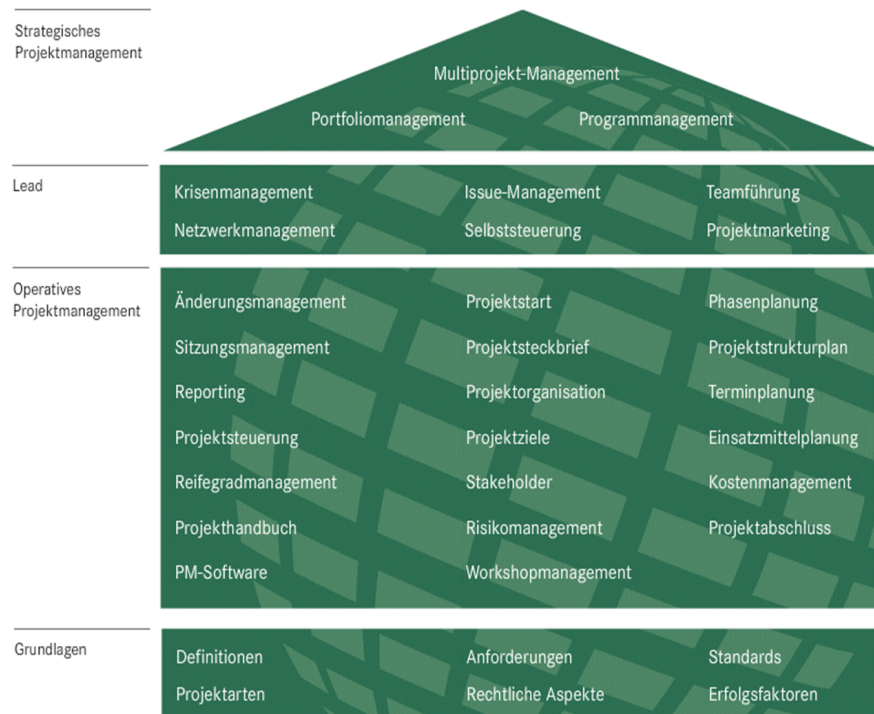 Strategisches
Projektmanagement
Multiprojekt-Management
Portfoliomanagement Programmanagement
Lead
Krisenmanagement Issue-Management Teamführung
Netzwerkmanagement Selbststeuerung Projektmarketing
Operatives
Projektmanagement
Änderungsmanagement Projektstart Phasenplanung
Sitzungsmanagement Projektsteckbrief Projektstrukturplan
Reporting Projektorganisation Terminplanung
Projektsteuerung Projektziele Einsatzmittelplanung
Reifegradmanagement Stakeholder Kostenmanagement
Projekthandbuch Risikomanagement Projektabschluss
PM-Software Workshopmanagement
Grundlagen
Definitionen Anforderungen Standards
Projektarten Rechtliche Aspekte Erfolgsfaktoren